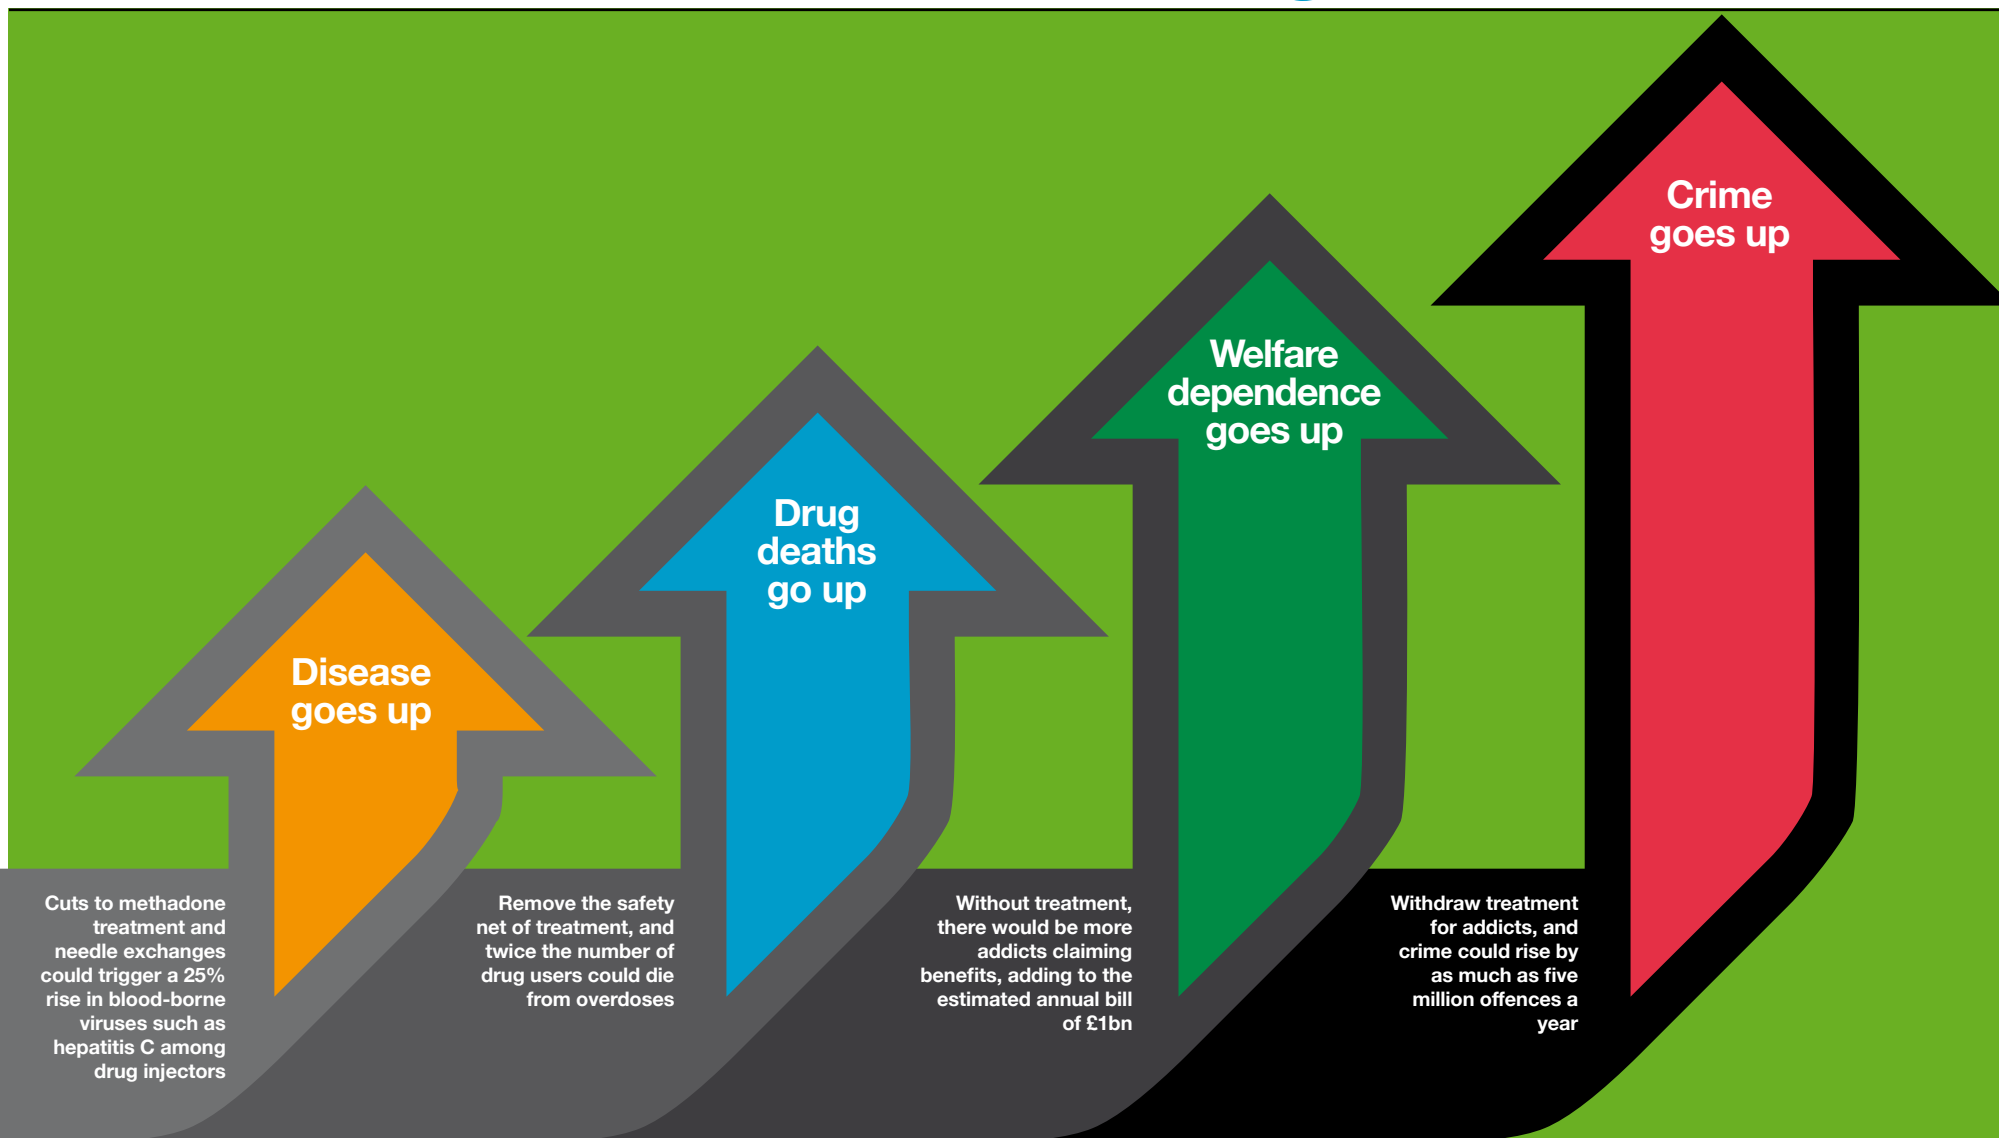 Disease
goes up
Drug
deaths
go up
Welfare
dependence
goes up
Crime
goes up
Cuts to methadone
treatment and
needle exchanges
could trigger a 25%
rise in blood-borne
viruses such as
hepatitis C among
drug injectors
Remove the safety
net of treatment, and
twice the number of
drug users could die
from overdoses
Without treatment,
there would be more
addicts claiming
benefits, adding to the
estimated annual bill
of £1bn
Withdraw treatment
for addicts, and
crime could rise by
as much as five
million offences a
year